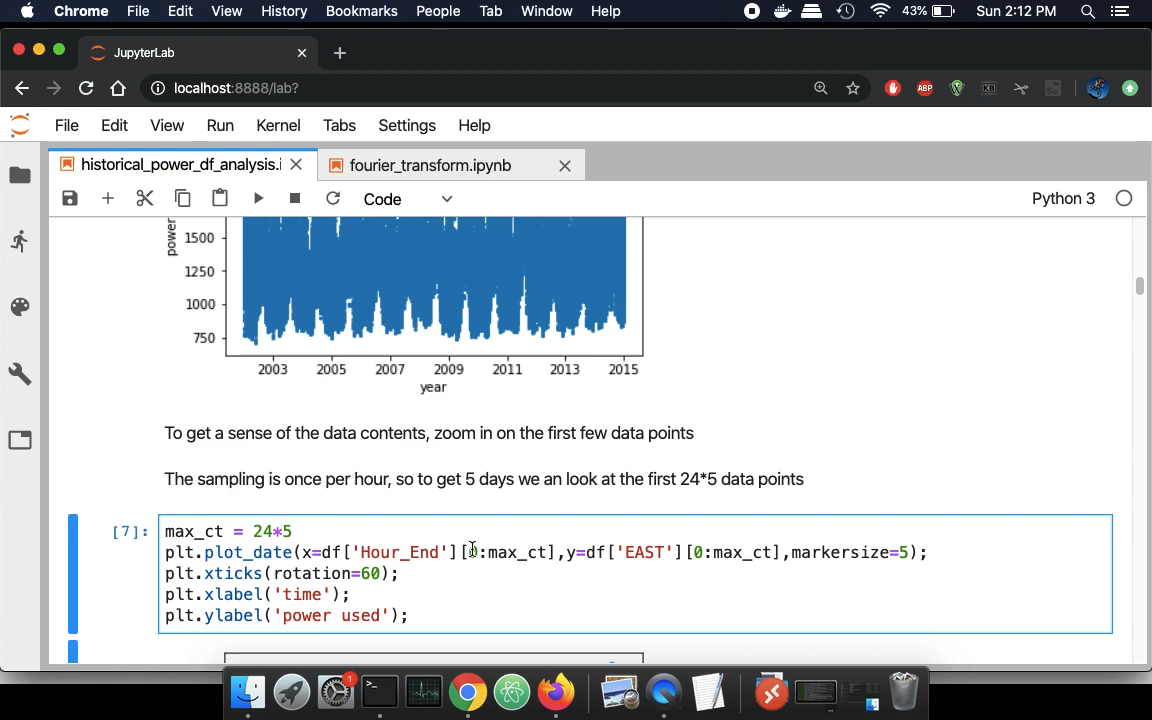 Chrome File Edit View History Bookmarks People Tab Window Help 43% Sun 2:12 PM
JupyterLab
localhost:8888/lab?
ABP
File Edit View Run Kernel Tabs Settings Help
historical_power_df_analysis.i fourier_transform.ipynb
Code Python 3
power
1500
1250
1000
750
2003 2005 2007 2009 2011 2013 2015
year
To get a sense of the data contents, zoom in on the first few data points
The sampling is once per hour, so to get 5 days we an look at the first 24*5 data points
[7]: max_ct = 24*5
plt.plot_date(x=df['Hour_End'][0:max_ct],y=df['EAST'][0:max_ct],markersize=5);
plt.xticks(rotation=60);
plt.xlabel('time');
plt.ylabel('power used');
1